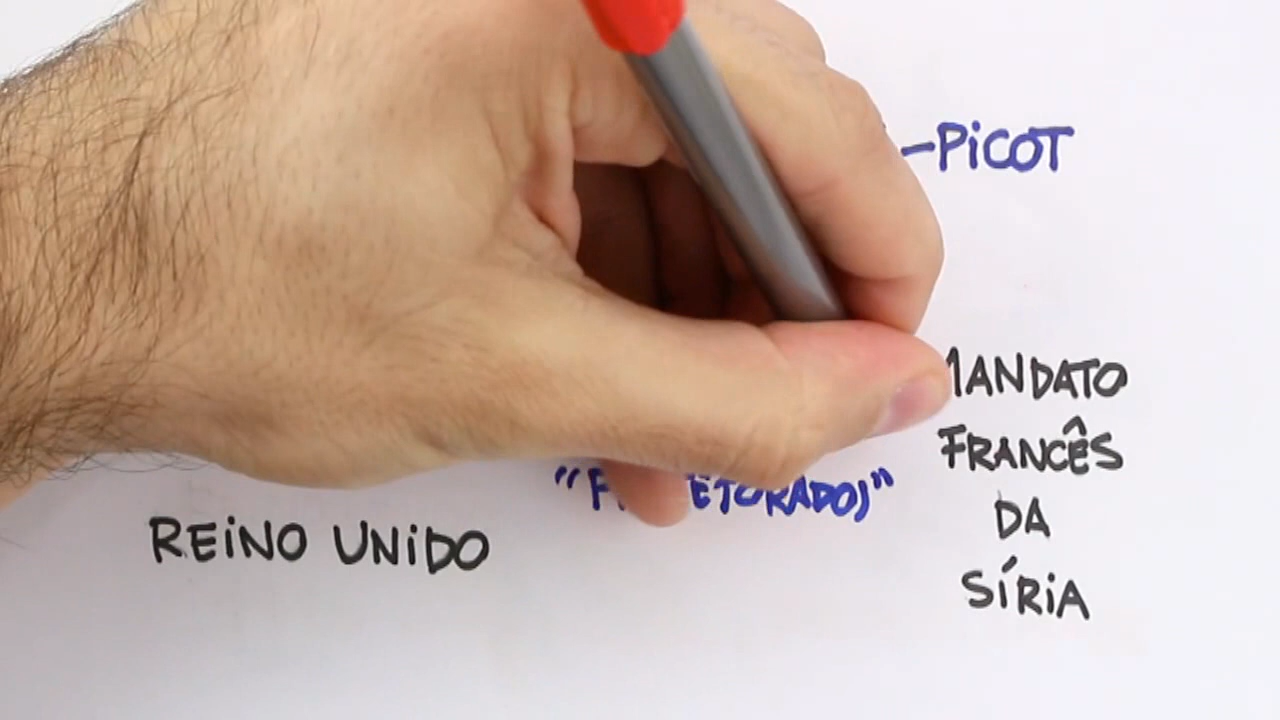 -PiCOT
MANDATO
FRANCÊS
DA
SÍRiA
REiNO UNiDO